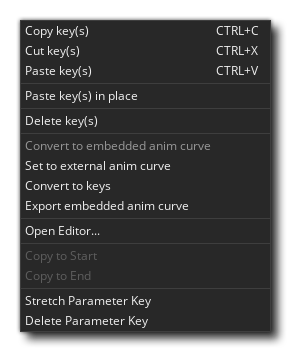 Copy key(s) CTRL+C
Cut key(s) CTRL+X
Paste key(s) CTRL+V
Paste key(s) in place
Delete key(s)
Convert to embedded anim curve
Set to external anim curve
Convert to keys
Export embedded anim curve
Open Editor...
Copy to Start
Copy to End
Stretch Parameter Key
Delete Parameter Key